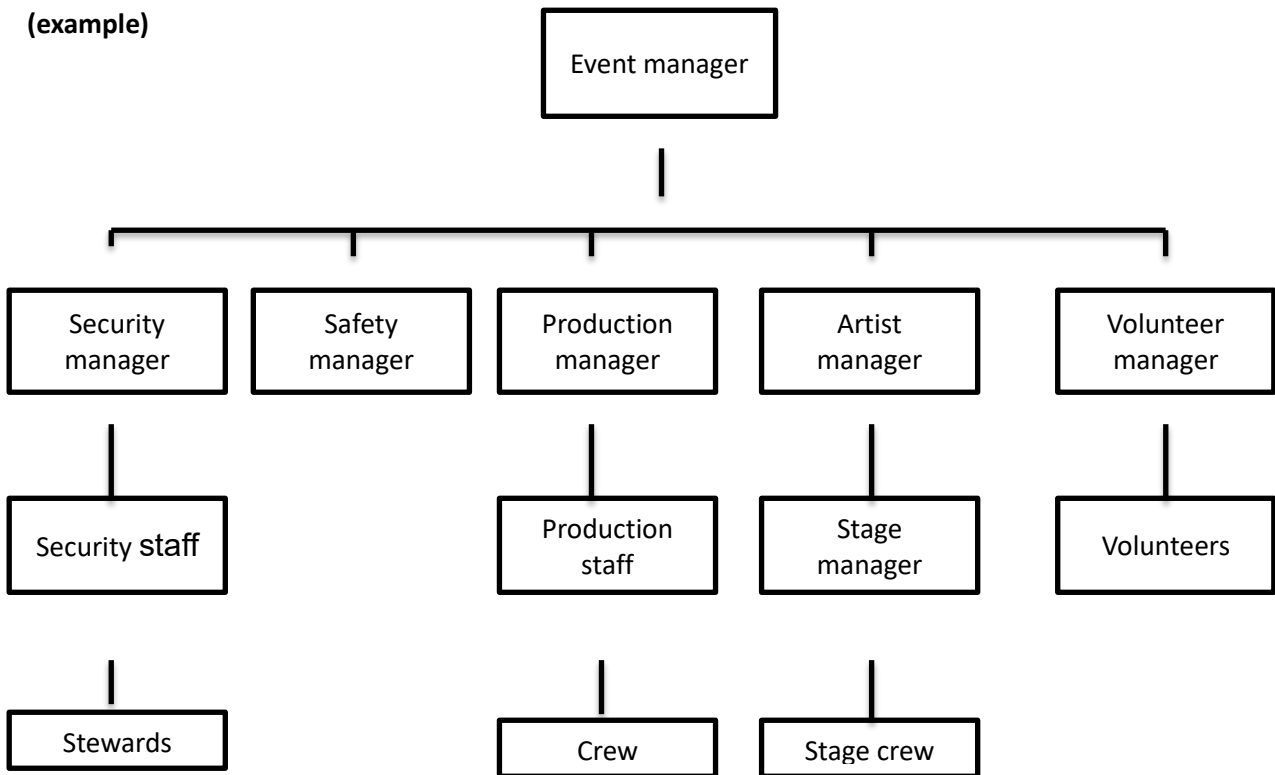 (example)
Event manager
Security
manager
Safety
manager
Production
manager
Artist
manager
Volunteer
manager
Security staff
Production
staff
Stage
manager
Volunteers
Stewards
Crew
Stage crew